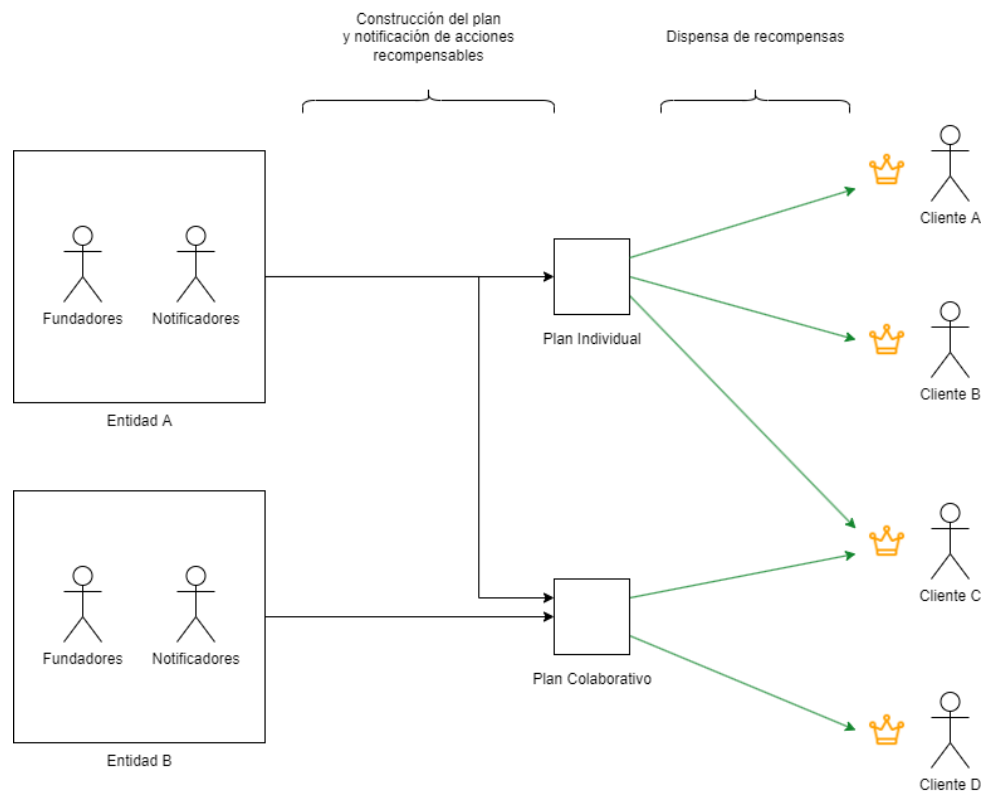 Construcción del plan
y notificación de acciones
recompensables
Dispensa de recompensas
Cliente A
Fundadores
Notificadores
Plan Individual
Cliente B
Entidad A
Cliente C
Fundadores
Notificadores
Plan Colaborativo
Entidad B
Cliente D